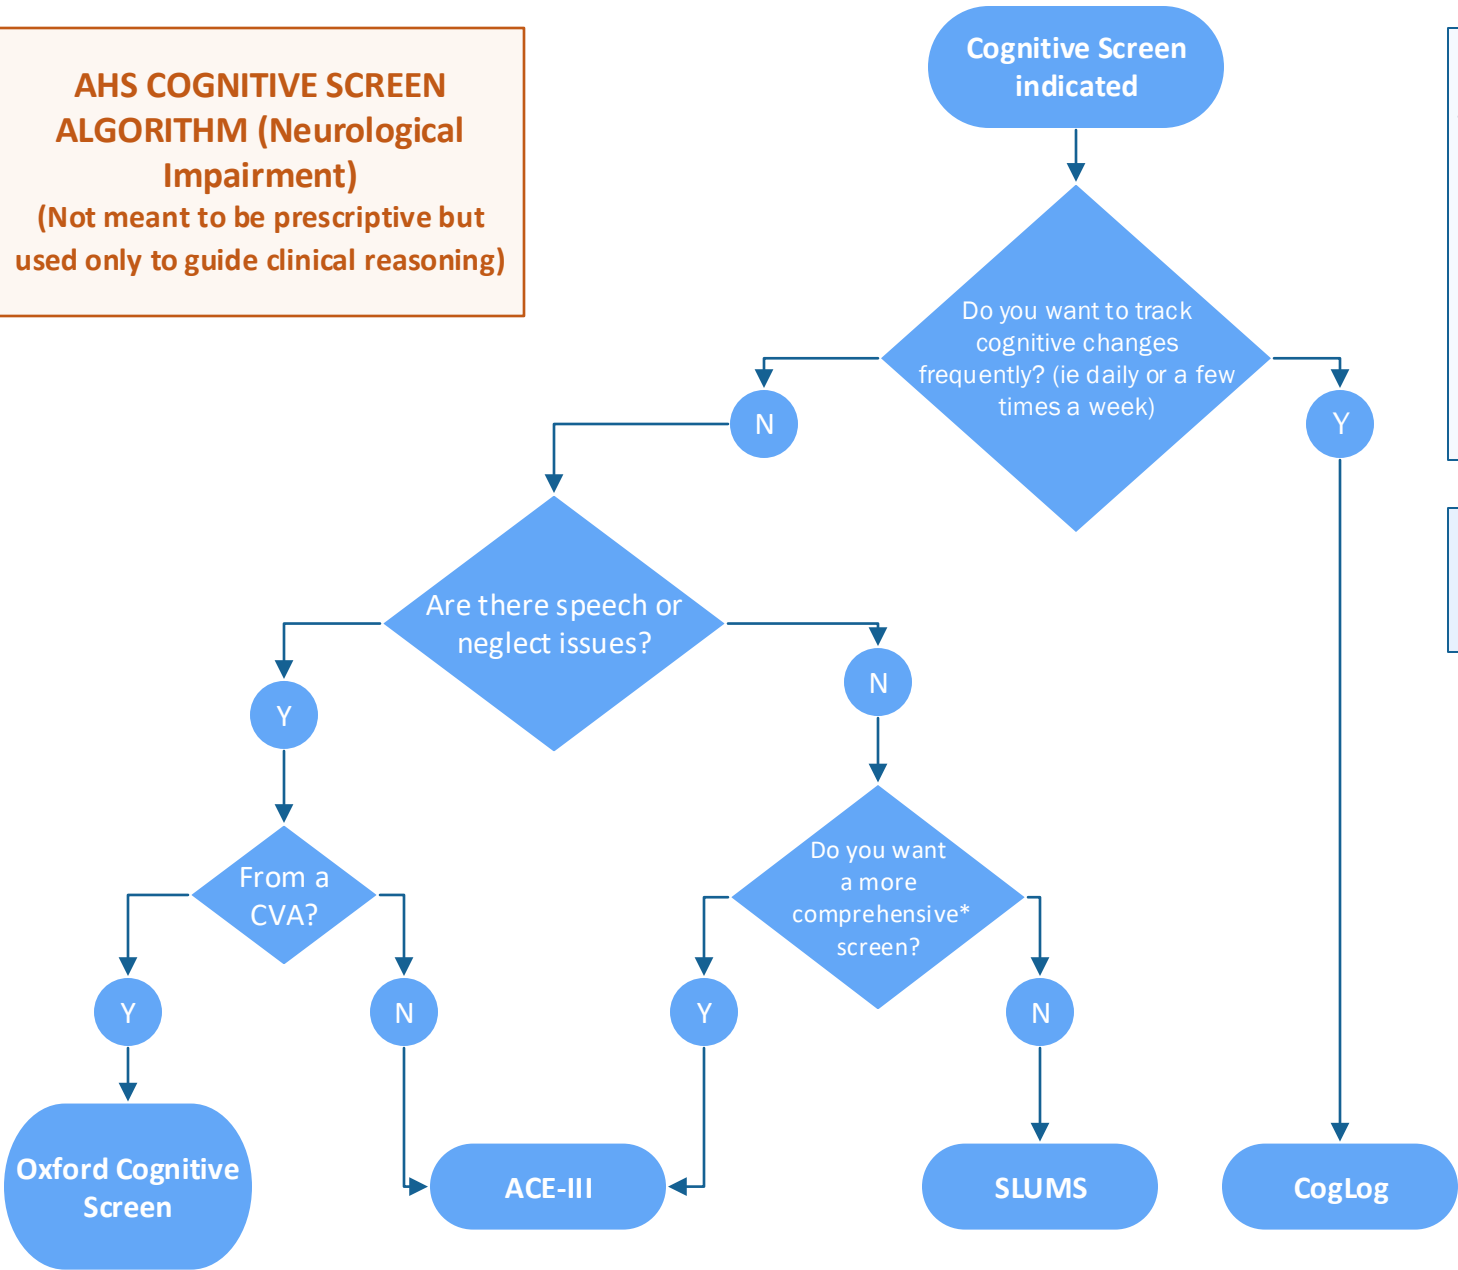 AHS COGNITIVE SCREEN
ALGORITHM (Neurological
Impairment)
(Not meant to be prescriptive but
used only to guide clinical reasoning)
Cognitive Screen
indicated
Do you want to track
cognitive changes
frequently? (ie daily or a few
times a week)
N
Y
Are there speech or
neglect issues?
Y
N
From a
CVA?
Do you want
a more
comprehensive*
screen?
Y
N
Y
N
Oxford Cognitive
Screen
ACE-III
SLUMS
CogLog